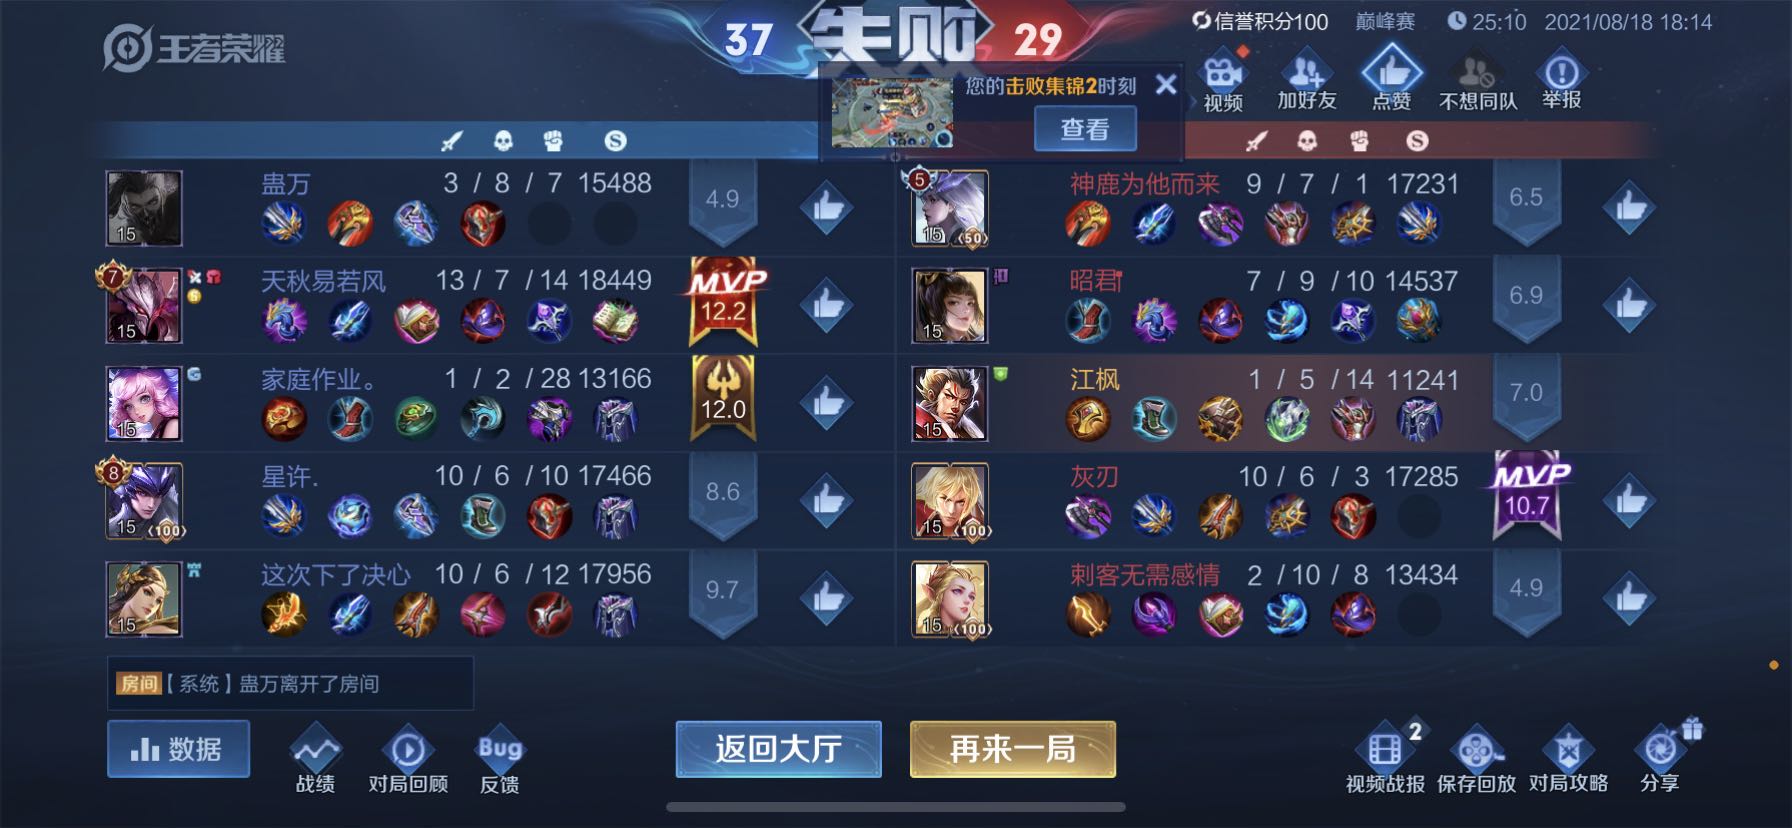 王者荣耀
37 失败 29
信誉积分100 巅峰赛 25:10 2021/08/18 18:14
您的击败集锦2时刻
查看
视频 加好友 点赞 不想同队 举报
15 蛊万 3 / 8 / 7 15488 4.9
7 15 天秋易若风 13 / 7 / 14 18449 MVP 12.2
15 家庭作业。 1 / 2 / 28 13166 12.0
8 15 100 星许. 10 / 6 / 10 17466 8.6
15 这次下了决心 10 / 6 / 12 17956 9.7
5 15 50 神鹿为他而来 9 / 7 / 1 17231 6.5
15 昭君 7 / 9 / 10 14537 6.9
15 江枫 1 / 5 / 14 11241 7.0
15 100 灰刃 10 / 6 / 3 17285 MVP 10.7
15 100 刺客无需感情 2 / 10 / 8 13434 4.9
房间【系统】蛊万离开了房间
数据 战绩 对局回顾 Bug 反馈
返回大厅 再来一局
2 视频战报 保存回放 对局攻略 分享